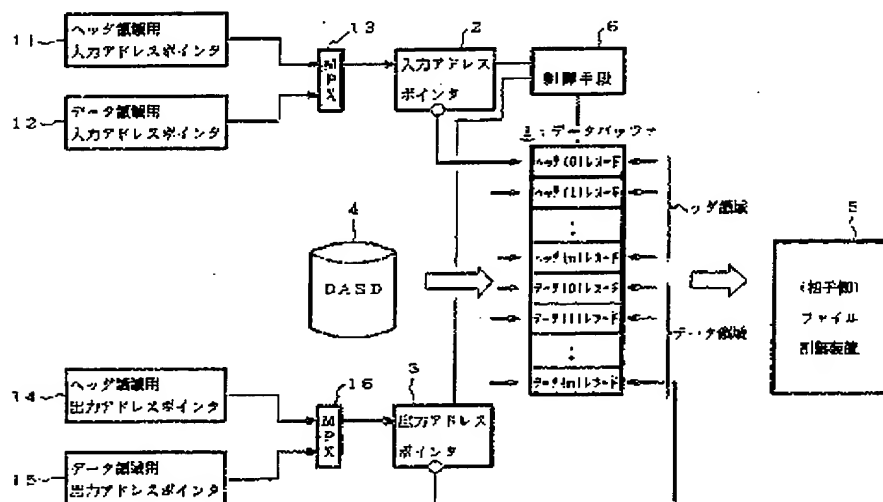 11
ヘッダ領域用
入力アドレスポインタ
12
データ領域用
入力アドレスポインタ
13
MPX
2
入力アドレス
ポインタ
6
制御手段
1:データバッファ
ヘッダ(0)レコード
ヘッダ(1)レコード
⋮
ヘッダ(n)レコード
データ(0)レコード
データ(1)レコード
⋮
データ(m)レコード
ヘッダ領域
データ領域
4
DASD
5
(相手側)
ファイル
制御装置
14
ヘッダ領域用
出力アドレスポインタ
15
データ領域用
出力アドレスポインタ
16
MPX
3
出力アドレス
ポインタ